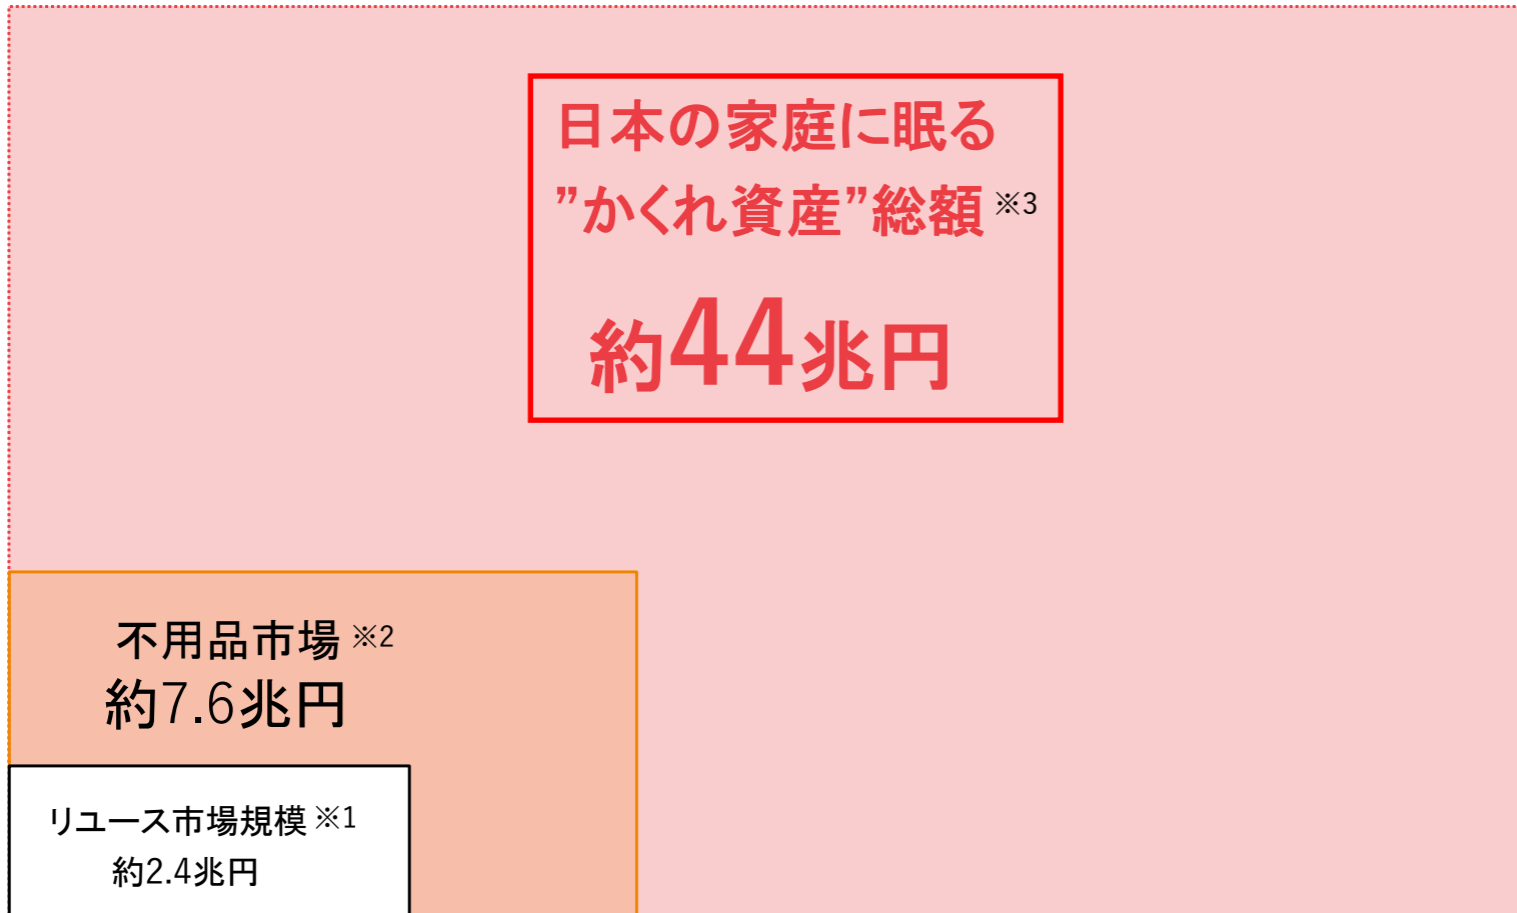 日本の家庭に眠る
”かくれ資産”総額 ※3
約44兆円
不用品市場 ※2
約7.6兆円
リユース市場規模 ※1
約2.4兆円